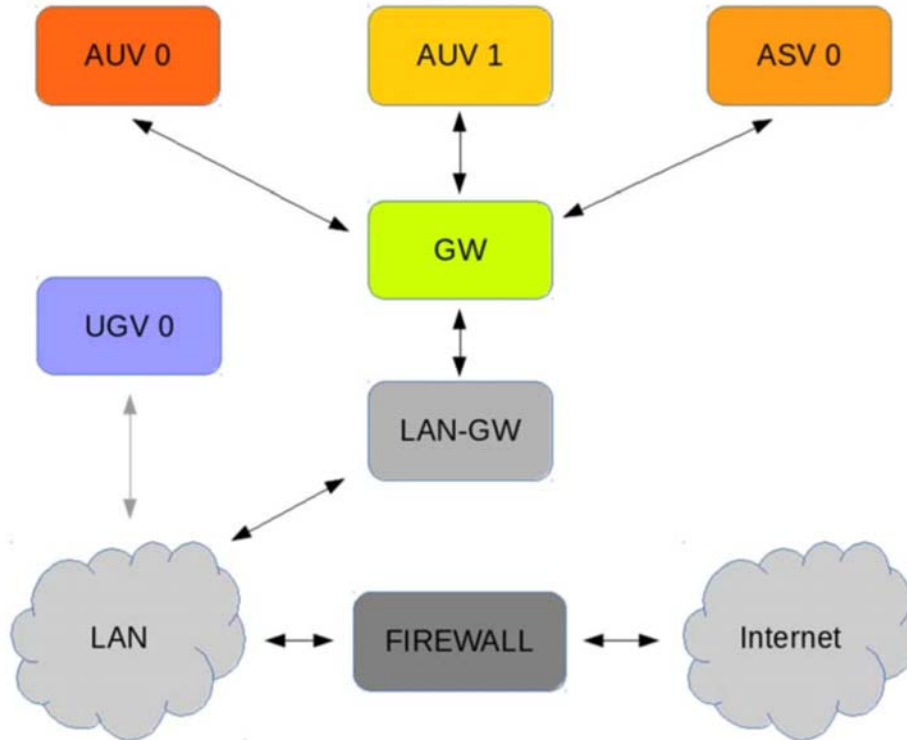 AUV 0
AUV 1
ASV 0
GW
UGV 0
LAN-GW
LAN
FIREWALL
Internet